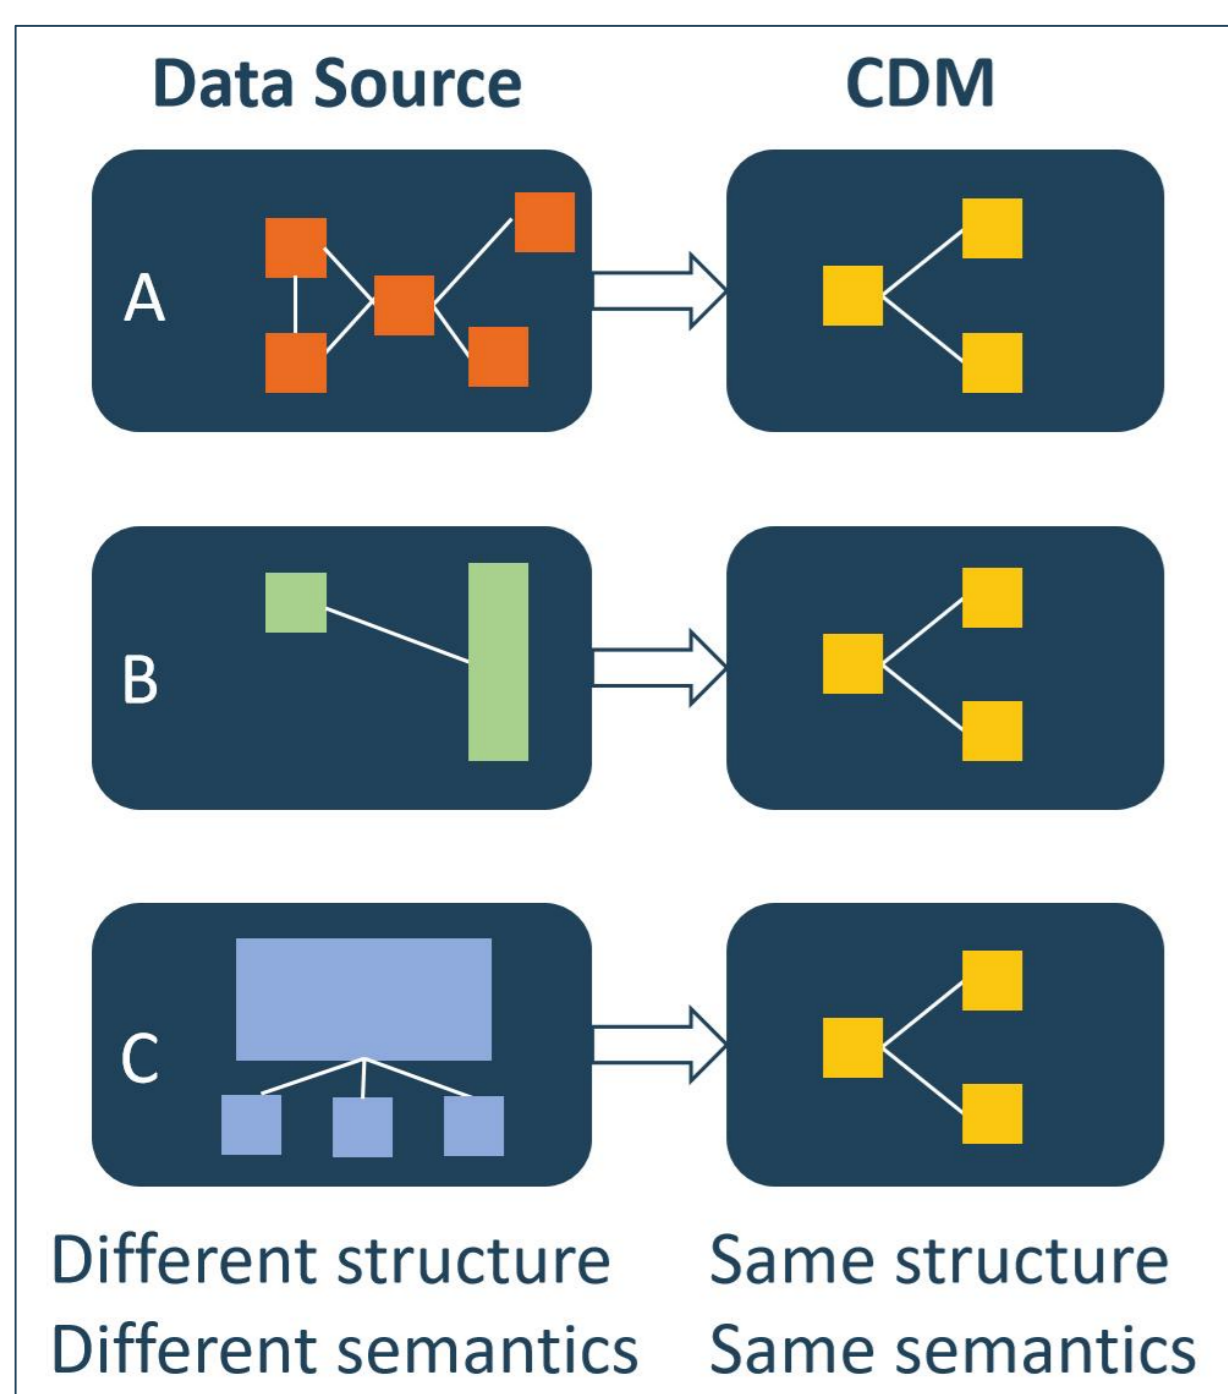 Data Source CDM
A
B
C
Different structure Same structure
Different semantics Same semantics